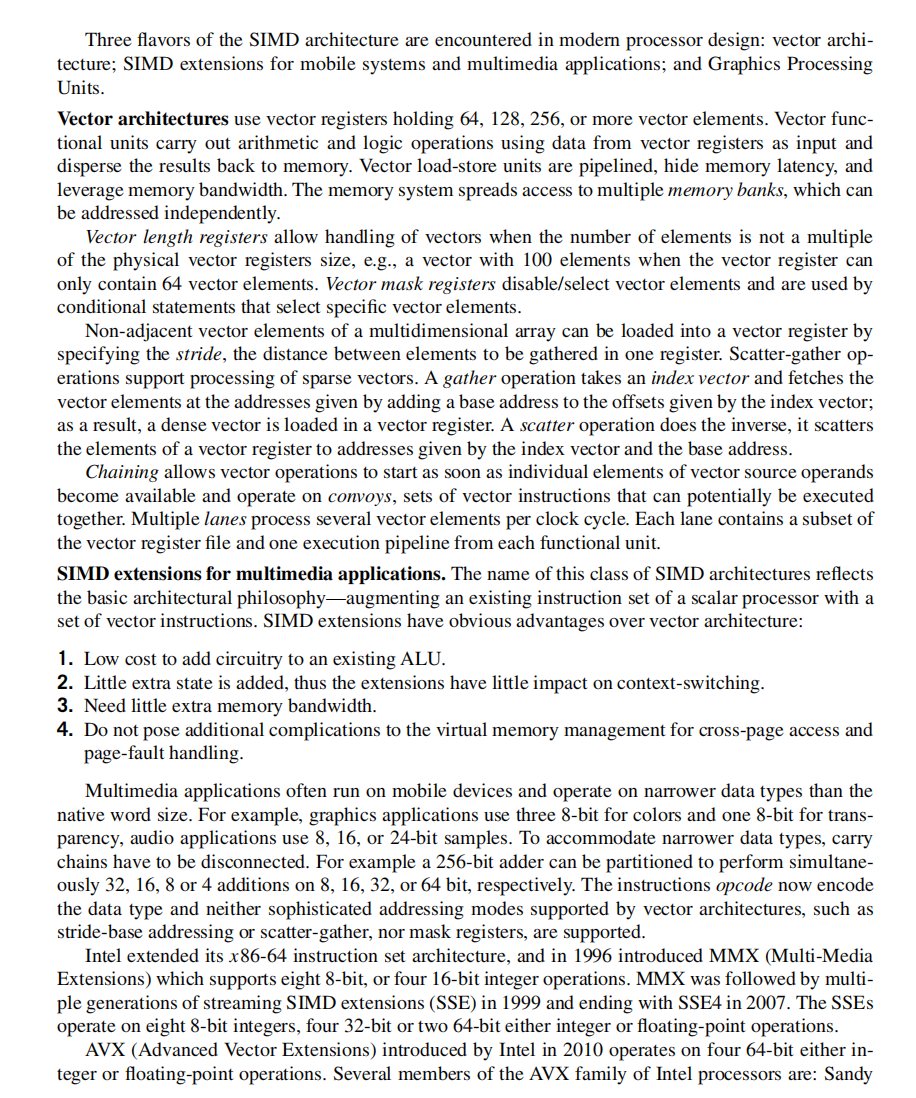 Three flavors of the SIMD architecture are encountered in modern processor design: vector archi-
tecture; SIMD extensions for mobile systems and multimedia applications; and Graphics Processing
Units.
Vector architectures use vector registers holding 64, 128, 256, or more vector elements. Vector func-
tional units carry out arithmetic and logic operations using data from vector registers as input and
disperse the results back to memory. Vector load-store units are pipelined, hide memory latency, and
leverage memory bandwidth. The memory system spreads access to multiple memory banks, which can
be addressed independently.
Vector length registers allow handling of vectors when the number of elements is not a multiple
of the physical vector registers size, e.g., a vector with 100 elements when the vector register can
only contain 64 vector elements. Vector mask registers disable/select vector elements and are used by
conditional statements that select specific vector elements.
Non-adjacent vector elements of a multidimensional array can be loaded into a vector register by
specifying the stride, the distance between elements to be gathered in one register. Scatter-gather op-
erations support processing of sparse vectors. A gather operation takes an index vector and fetches the
vector elements at the addresses given by adding a base address to the offsets given by the index vector;
as a result, a dense vector is loaded in a vector register. A scatter operation does the inverse, it scatters
the elements of a vector register to addresses given by the index vector and the base address.
Chaining allows vector operations to start as soon as individual elements of vector source operands
become available and operate on convoys, sets of vector instructions that can potentially be executed
together. Multiple lanes process several vector elements per clock cycle. Each lane contains a subset of
the vector register file and one execution pipeline from each functional unit.
SIMD extensions for multimedia applications. The name of this class of SIMD architectures reflects
the basic architectural philosophy—augmenting an existing instruction set of a scalar processor with a
set of vector instructions. SIMD extensions have obvious advantages over vector architecture:
1. Low cost to add circuitry to an existing ALU.
2. Little extra state is added, thus the extensions have little impact on context-switching.
3. Need little extra memory bandwidth.
4. Do not pose additional complications to the virtual memory management for cross-page access and
page-fault handling.
Multimedia applications often run on mobile devices and operate on narrower data types than the
native word size. For example, graphics applications use three 8-bit for colors and one 8-bit for trans-
parency, audio applications use 8, 16, or 24-bit samples. To accommodate narrower data types, carry
chains have to be disconnected. For example a 256-bit adder can be partitioned to perform simultane-
ously 32, 16, 8 or 4 additions on 8, 16, 32, or 64 bit, respectively. The instructions opcode now encode
the data type and neither sophisticated addressing modes supported by vector architectures, such as
stride-base addressing or scatter-gather, nor mask registers, are supported.
Intel extended its x86-64 instruction set architecture, and in 1996 introduced MMX (Multi-Media
Extensions) which supports eight 8-bit, or four 16-bit integer operations. MMX was followed by multi-
ple generations of streaming SIMD extensions (SSE) in 1999 and ending with SSE4 in 2007. The SSEs
operate on eight 8-bit integers, four 32-bit or two 64-bit either integer or floating-point operations.
AVX (Advanced Vector Extensions) introduced by Intel in 2010 operates on four 64-bit either in-
teger or floating-point operations. Several members of the AVX family of Intel processors are: Sandy